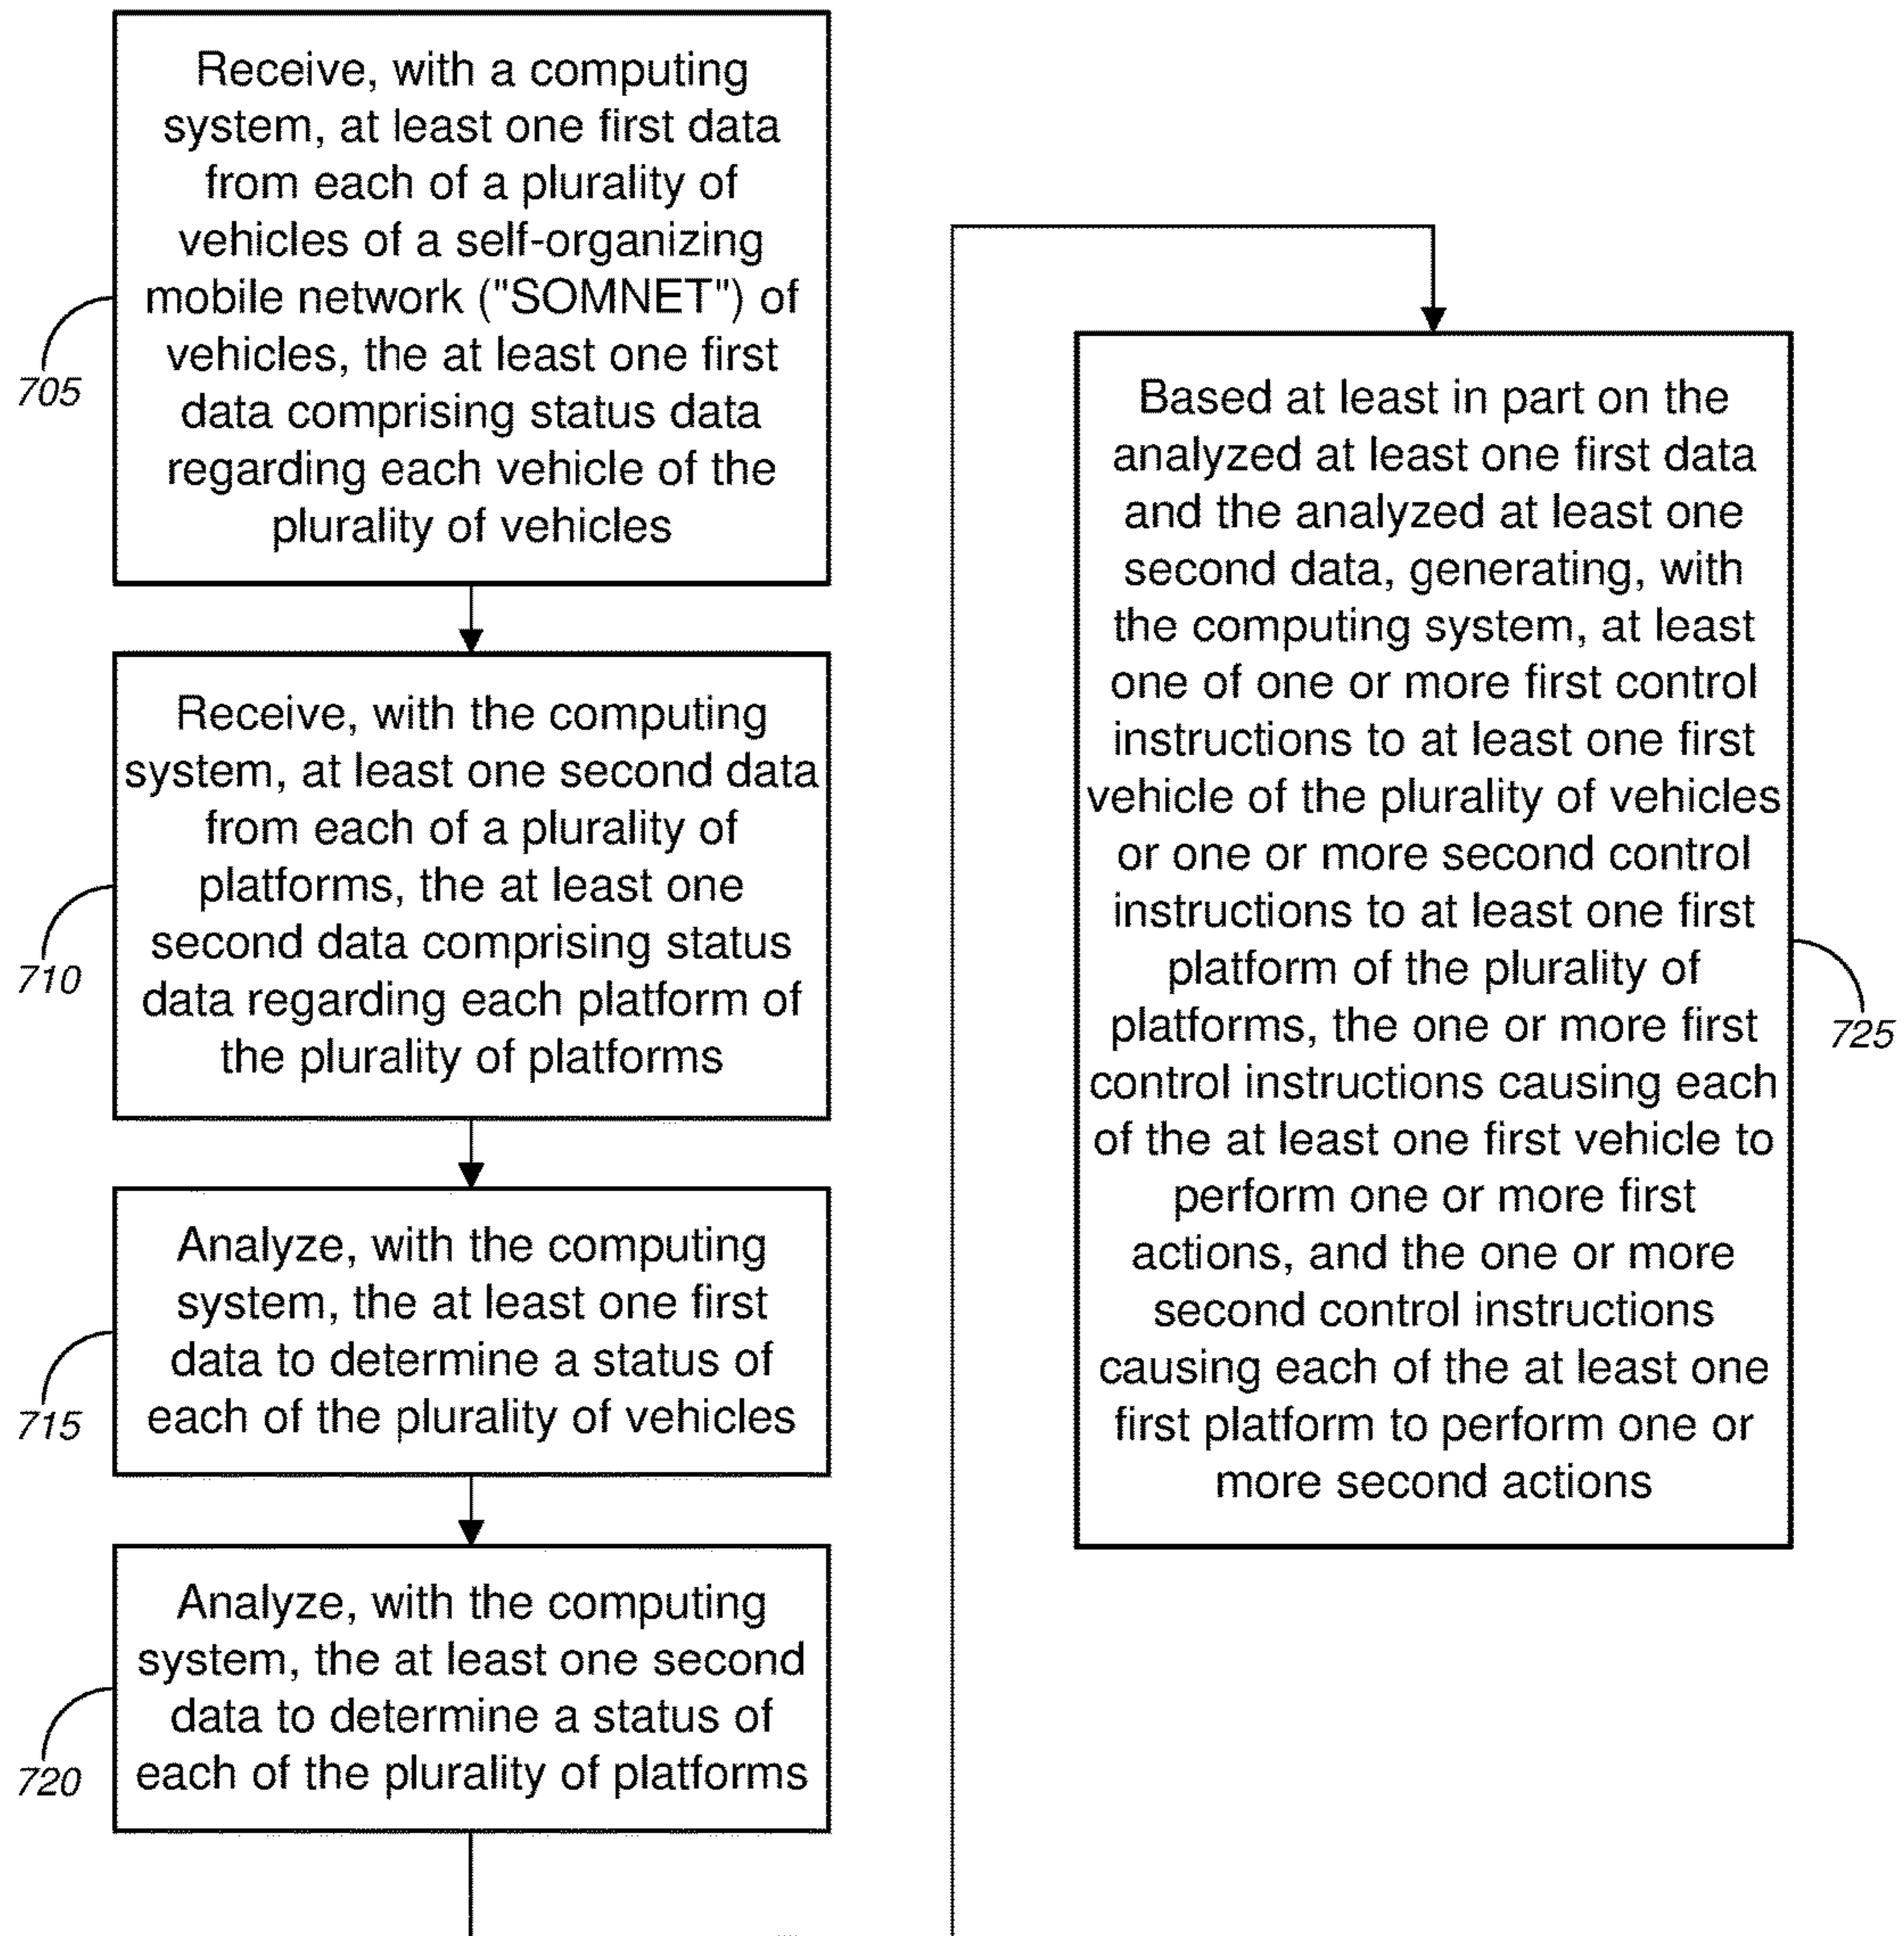 Receive, with a computing
system, at least one first data
from each of a plurality of
vehicles of a self-organizing
mobile network ("SOMNET") of
vehicles, the at least one first
data comprising status data
regarding each vehicle of the
plurality of vehicles
705
Receive, with the computing
system, at least one second data
from each of a plurality of
platforms, the at least one
second data comprising status
data regarding each platform of
the plurality of platforms
710
Analyze, with the computing
system, the at least one first
data to determine a status of
each of the plurality of vehicles
715
Analyze, with the computing
system, the at least one second
data to determine a status of
each of the plurality of platforms
720
Based at least in part on the
analyzed at least one first data
and the analyzed at least one
second data, generating, with
the computing system, at least
one of one or more first control
instructions to at least one first
vehicle of the plurality of vehicles
or one or more second control
instructions to at least one first
platform of the plurality of
platforms, the one or more first
control instructions causing each
of the at least one first vehicle to
perform one or more first
actions, and the one or more
second control instructions
causing each of the at least one
first platform to perform one or
more second actions
725